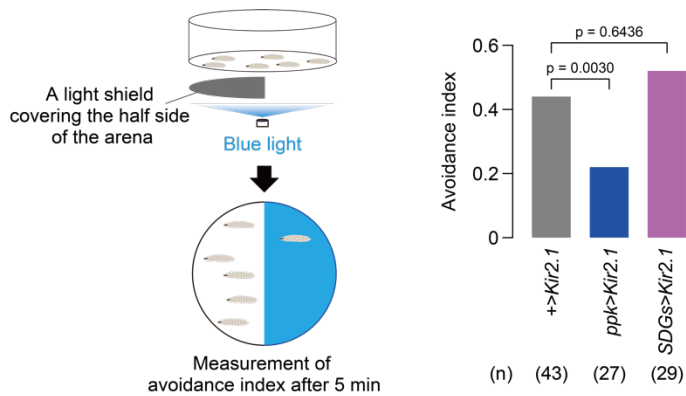 A light shield
covering the half side
of the arena
Blue light
Measurement of
avoidance index after 5 min
p = 0.6436
p = 0.0030
Avoidance index
0.6
0.4
0.2
0
+>Kir2.1
ppk>Kir2.1
SDGs>Kir2.1
(n) (43) (27) (29)